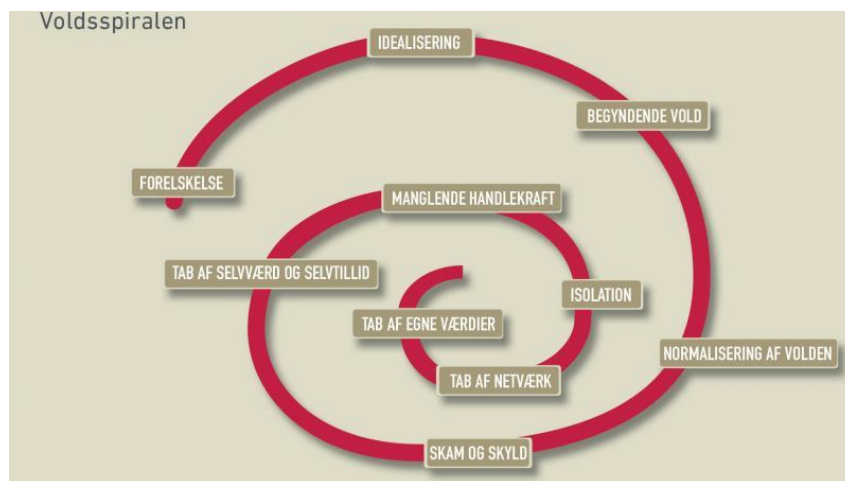 Voldsspiralen
IDEALISERING
BEGYNDENDE VOLD
FORELSKELSE
MANGLENDE HANDLEKRAFT
TAB AF SELVVÆRD OG SELVTILLID
ISOLATION
TAB AF EGNE VÆRDIER
NORMALISERING AF VOLDEN
TAB AF NETVÆRK
SKAM OG SKYLD